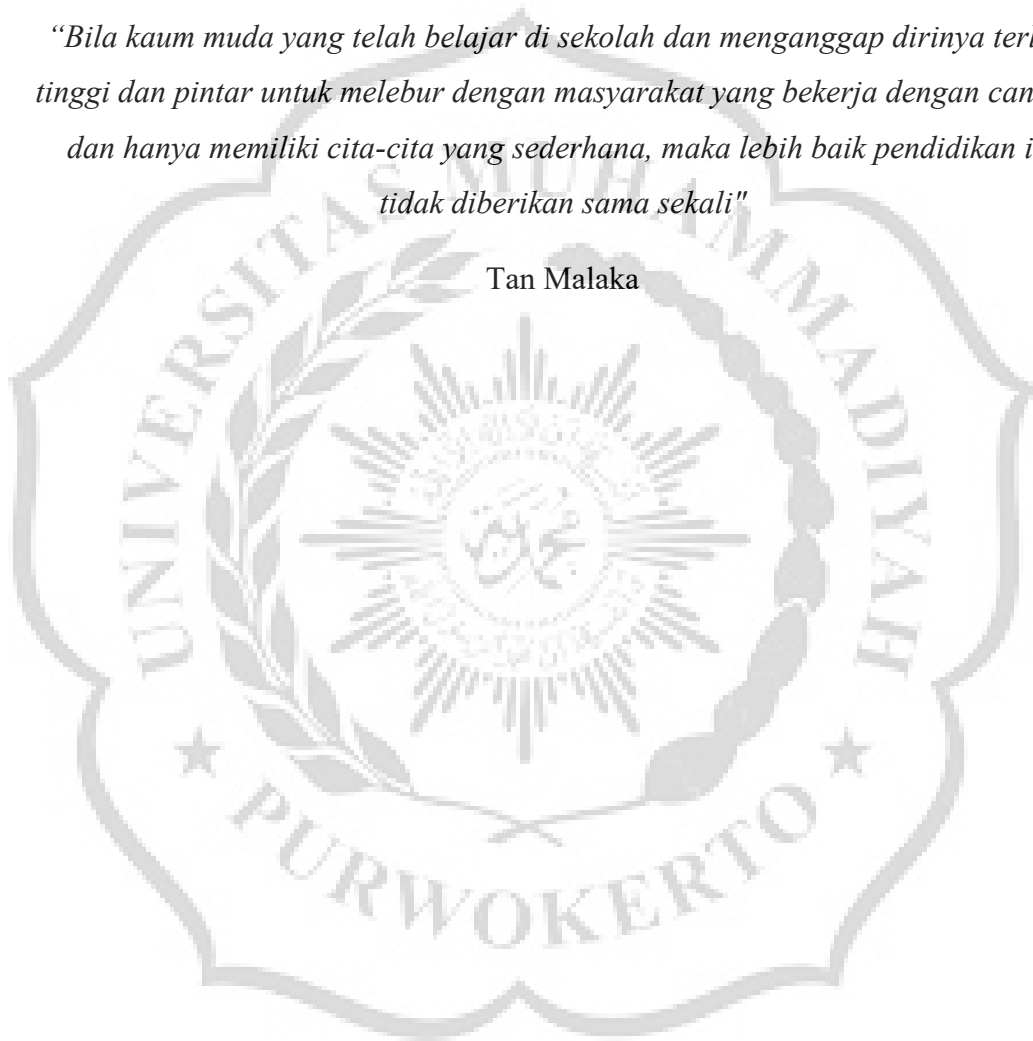 “Bila kaum muda yang telah belajar di sekolah dan menganggap dirinya
tinggi dan pintar untuk melebur dengan masyarakat yang bekerja dengan
dan hanya memiliki cita-cita yang sederhana, maka lebih baik pendidikan
tidak diberikan sama sekali"
Tan Malaka
UNIVERSITAS MUHAMMADIYAH
PURWOKERTO